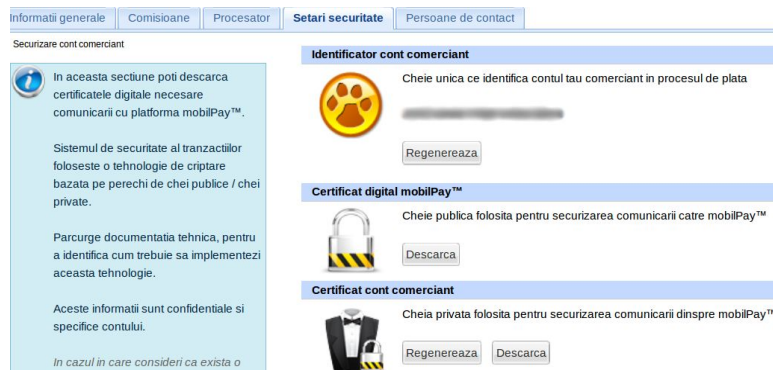 Informatii generale
Comisioane
Procesator
Setari securitate
Persoane de contact
Securizare cont comerciant
In aceasta sectiune poti descarca
certificatele digitale necesare
comunicarii cu platforma mobilPay™.
Sistemul de securitate al tranzactiilor
foloseste o tehnologie de criptare
bazata pe perechi de chei publice / chei
private.
Parcurge documentatia tehnica, pentru
a identifica cum trebuie sa implementezi
aceasta tehnologie.
Aceste informatii sunt confidentiale si
specifice contului.
In cazul in care consideri ca exista o
Identificator cont comerciant
Cheie unica ce identifica contul tau comerciant in procesul de plata
Regenereaza
Certificat digital mobilPay™
Cheie publica folosita pentru securizarea comunicarii catre mobilPay™
Descarca
Certificat cont comerciant
Cheia privata folosita pentru securizarea comunicarii dinspre mobilPay™
Regenereaza
Descarca